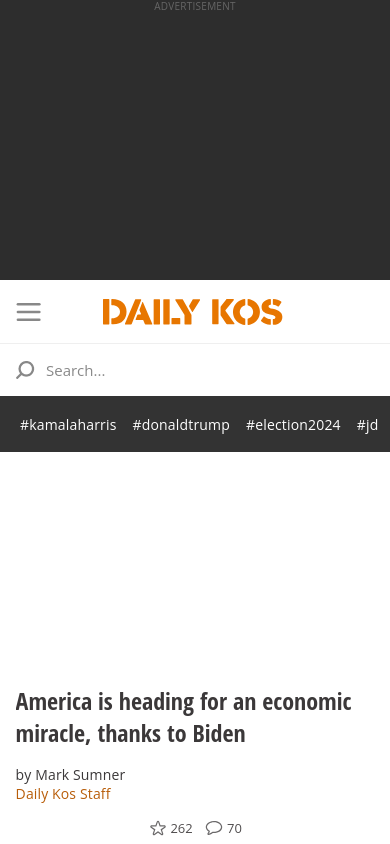 ADVERTISEMENT
DAILY KOS
Search...
#kamalaharris #donaldtrump #election2024 #jd
America is heading for an economic
miracle, thanks to Biden
by Mark Sumner
Daily Kos Staff
262 70